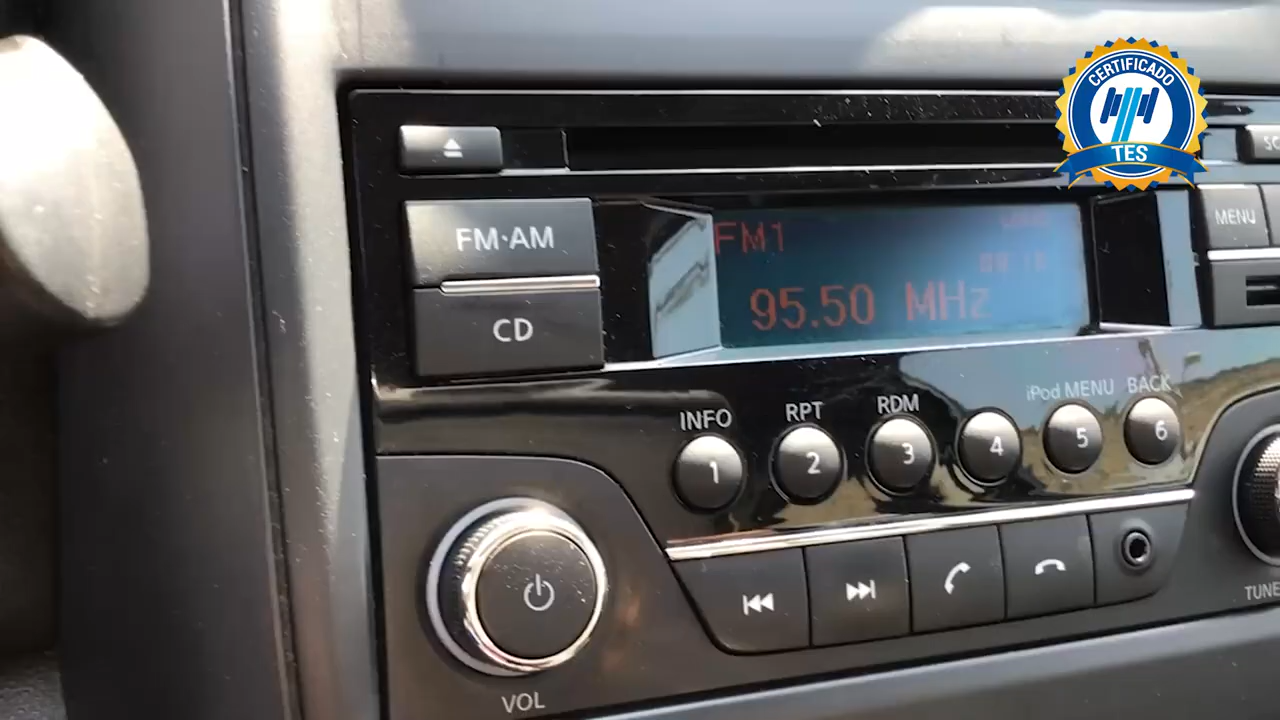 CERTIFICADO
TES
SC
MENU
FM·AM
CD
FM1
95.50 MHz
iPod MENU
BACK
INFO
RPT
RDM
1
2
3
4
5
6
VOL
TUNE